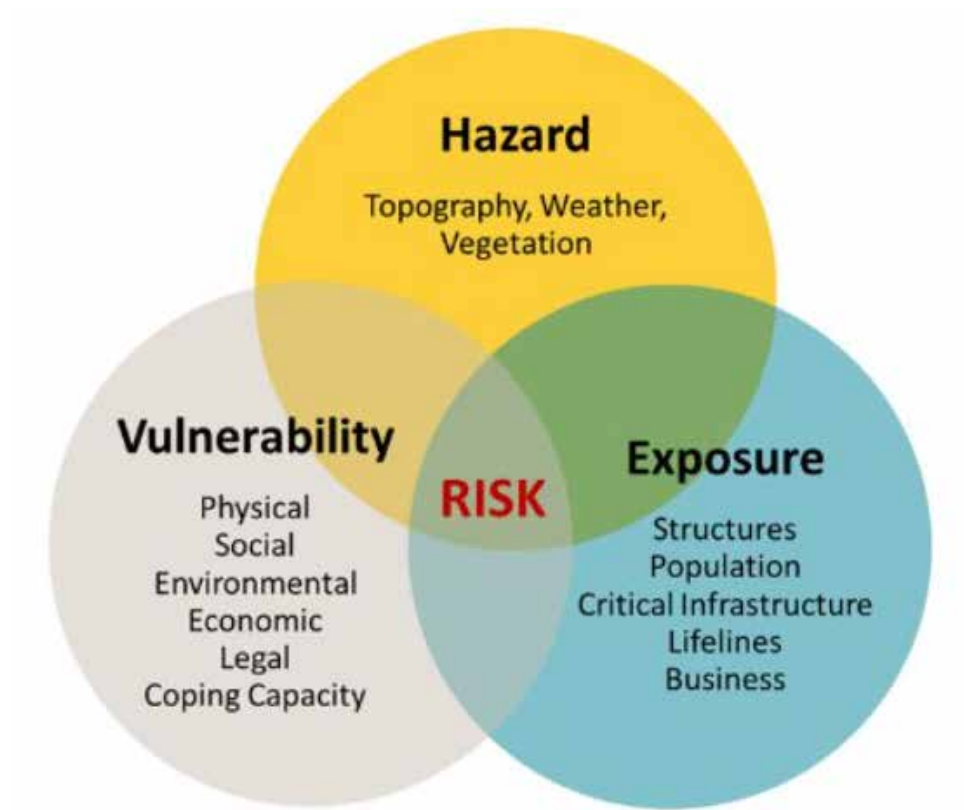 Hazard
Topography, Weather,
Vegetation
Vulnerability
Physical
Social
Environmental
Economic
Legal
Coping Capacity
RISK
Exposure
Structures
Population
Critical Infrastructure
Lifelines
Business